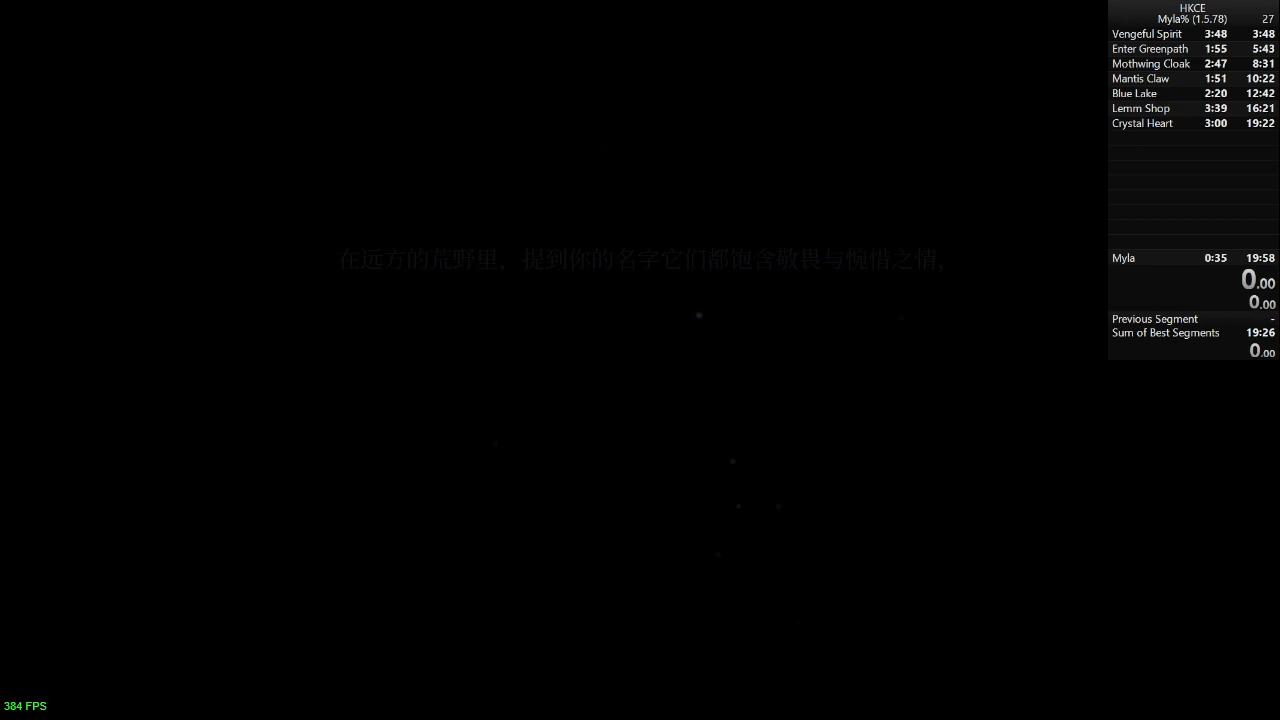 HKCE
Myla% (1.5.78) 27
Vengeful Spirit 3:48 3:48
Enter Greenpath 1:55 5:43
Mothwing Cloak 2:47 8:31
Mantis Claw 1:51 10:22
Blue Lake 2:20 12:42
Lemm Shop 3:39 16:21
Crystal Heart 3:00 19:22
在远方的荒野里，提到你的名字它们都饱含敬畏与惋惜之情，
Myla 0:35 19:58
0.00
0.00
Previous Segment -
Sum of Best Segments 19:26
0.00
384 FPS